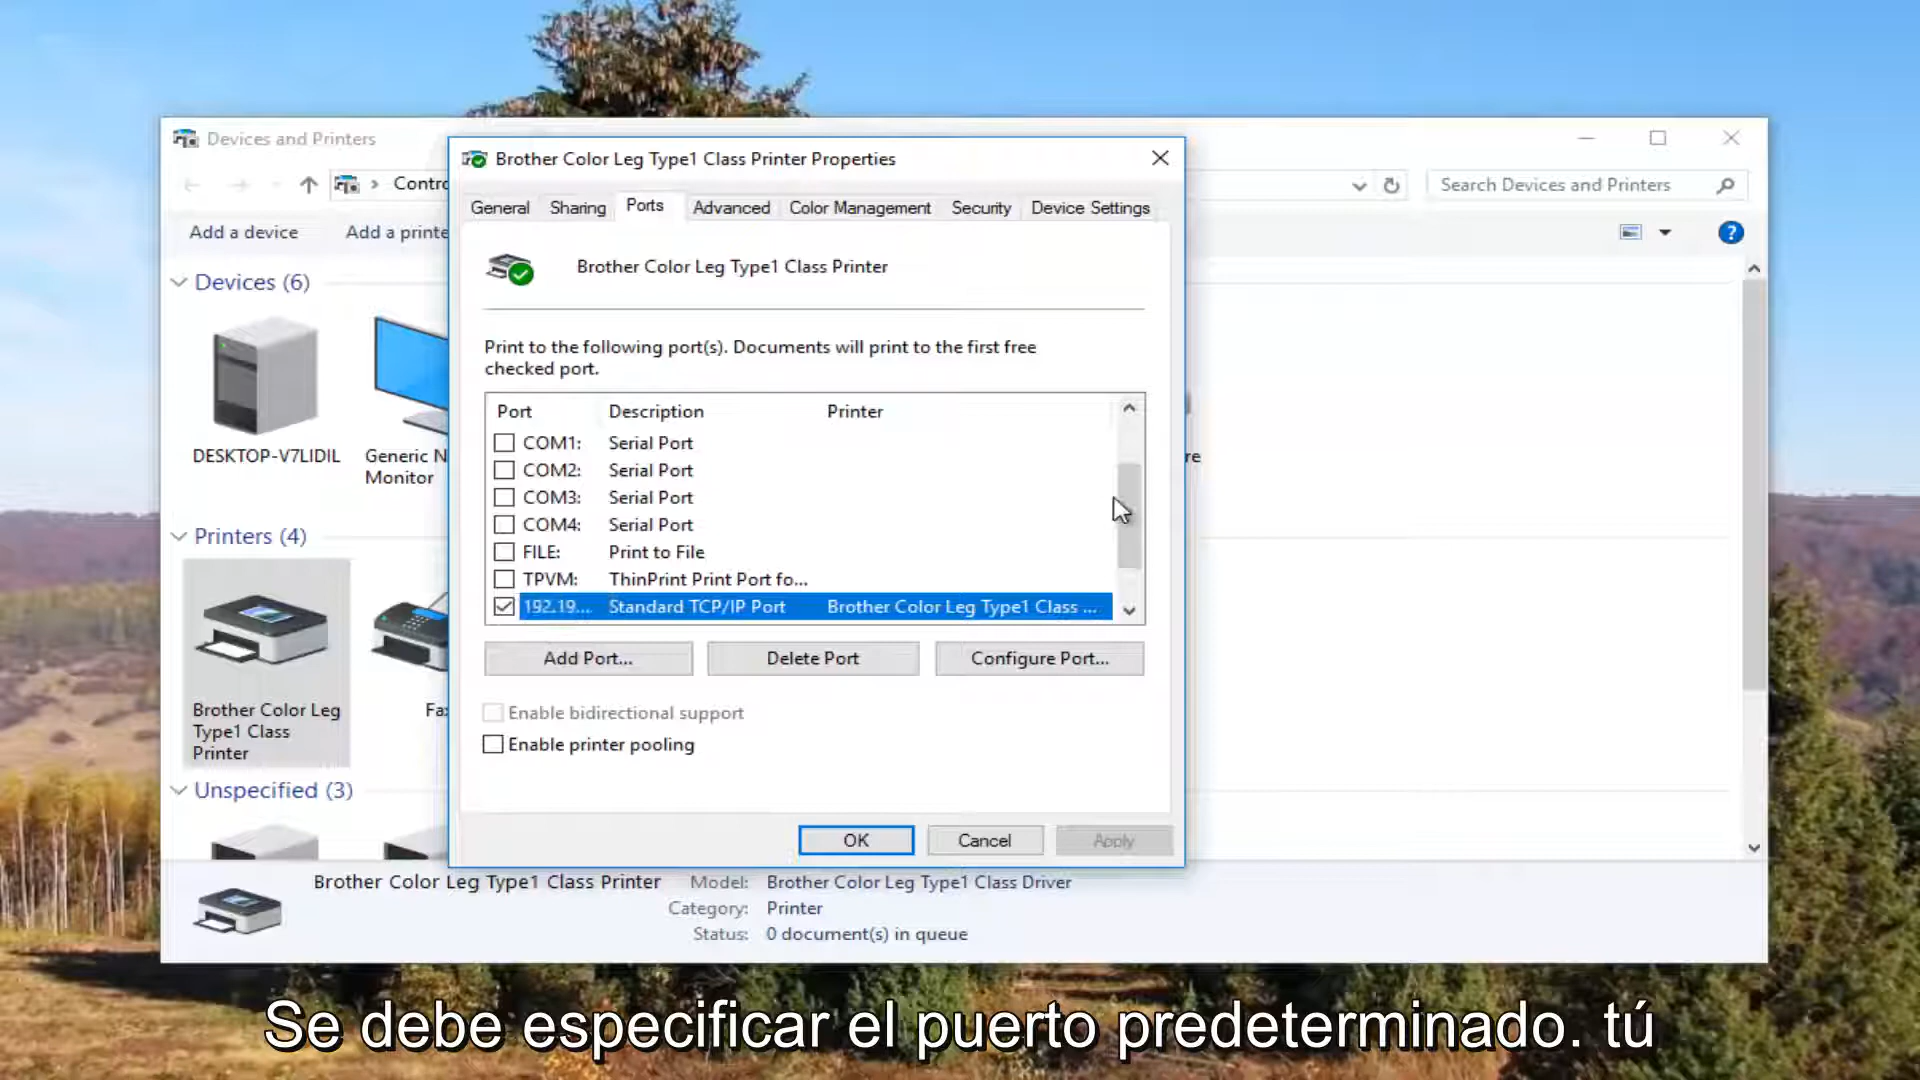 Devices and Printers
Brother Color Leg Type1 Class Printer Properties
Search Devices and Printers
General Sharing Ports Advanced Color Management Security Device Settings
Add a device
Brother Color Leg Type1 Class Printer
Print to the following port(s). Documents will print to the first free
checked port.
Port Description Printer
COM1: Serial Port
COM2: Serial Port
COM3: Serial Port
COM4: Serial Port
FILE: Print to File
TPVM: ThinPrint Print Port fo...
192.19... Standard TCP/IP Port Brother Color Leg Type1 Class ...
Add Port... Delete Port Configure Port...
Enable bidirectional support
Enable printer pooling
OK Cancel Apply
Devices (6)
DESKTOP-V7LIDIL
Generic N
Monitor
Printers (4)
Brother Color Leg
Type1 Class
Printer
Unspecified (3)
Brother Color Leg Type1 Class Printer
Model: Brother Color Leg Type1 Class Driver
Category: Printer
Status: 0 document(s) in queue
Se debe especificar el puerto predeterminado. tú